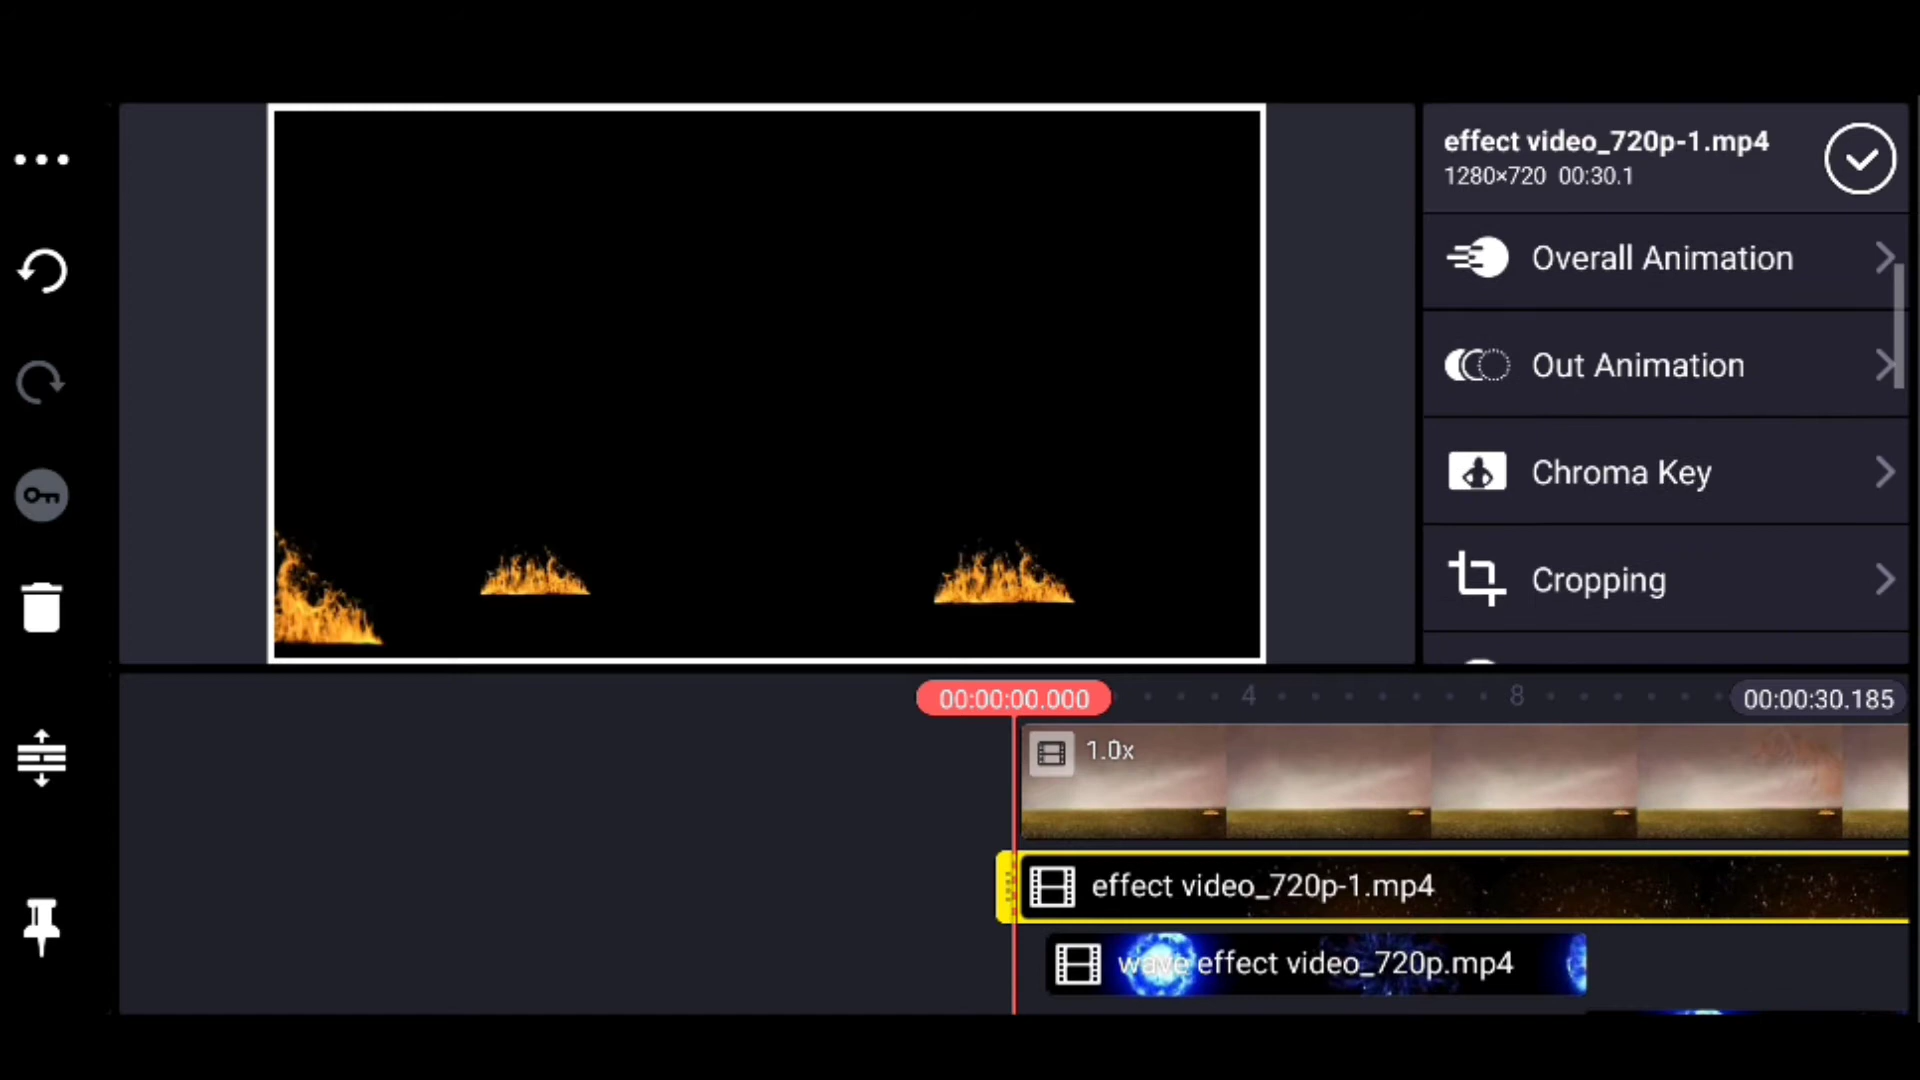 effect video_720p-1.mp4
1280×720 00:30.1
Overall Animation
Out Animation
Chroma Key
Cropping
00:00:00.000
4
8
00:00:30.185
1.0x
effect video_720p-1.mp4
wave effect video_720p.mp4